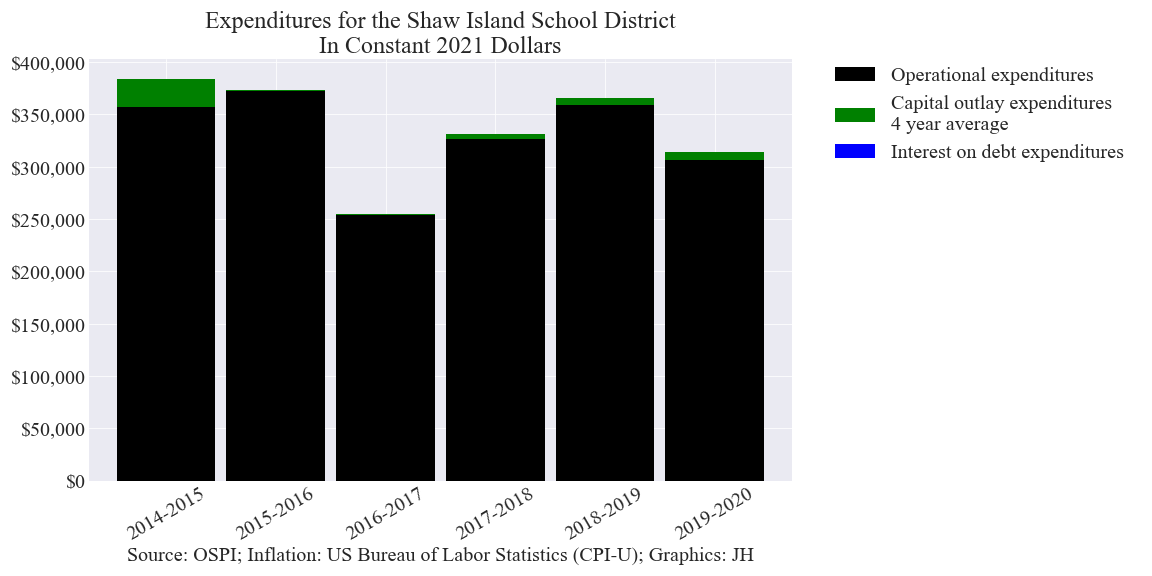 Expenditures for the Shaw Island School District
In Constant 2021 Dollars
$400,000
$350,000
$300,000
$250,000
$200,000
$150,000
$100,000
$50,000
$0
2014-2015
2015-2016
2016-2017
2017-2018
2018-2019
2019-2020
Source: OSPI; Inflation: US Bureau of Labor Statistics (CPI-U); Graphics: JH
Operational expenditures
Capital outlay expenditures
4 year average
Interest on debt expenditures